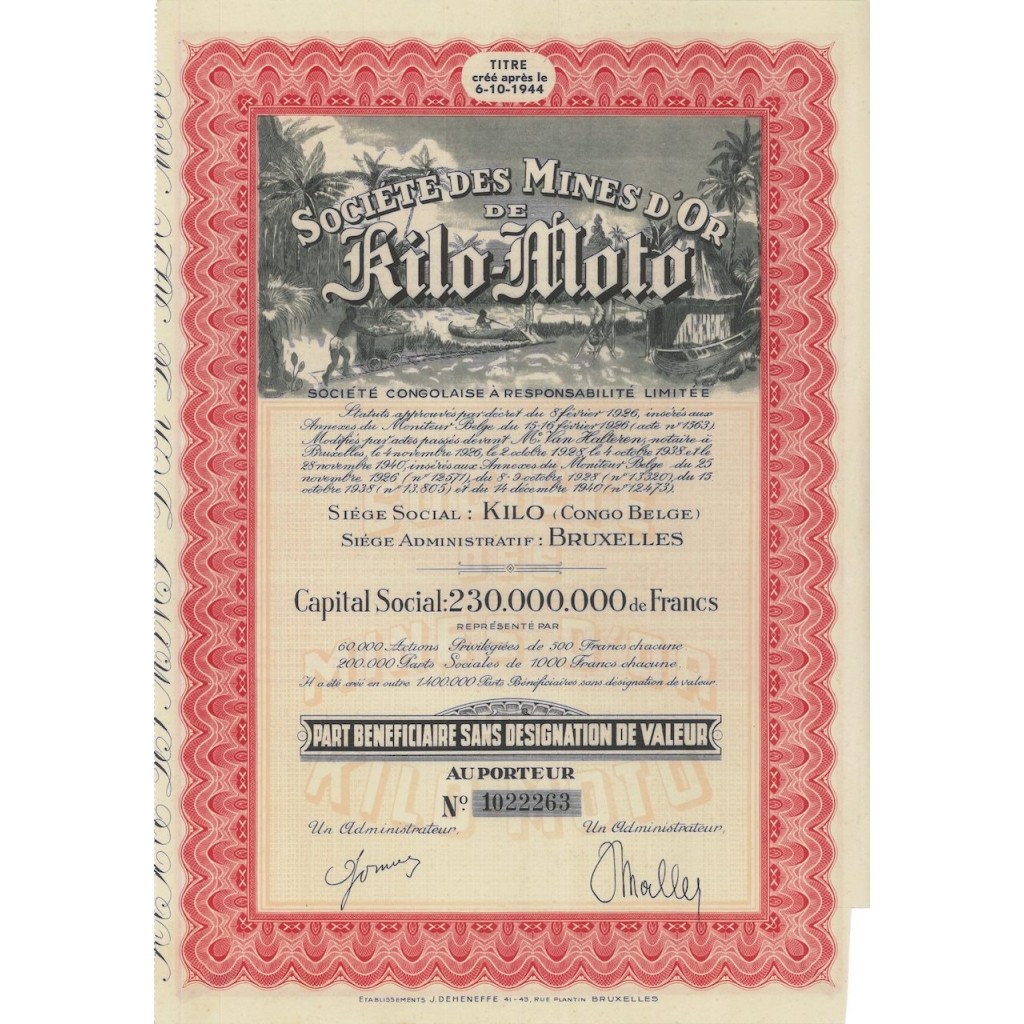 TITRE
créé après le
6-10-1944
SOCIÉTÉ DES MINES D'OR
DE
Kilo-Moto
SOCIÉTÉ CONGOLAISE À RESPONSABILITÉ LIMITÉE
Statuts approuvés par décret du 8 février 1926, insérés aux
Annexes du Moniteur Belge du 15-16 février 1926 (acte n° 1563).
Modifiés par actes passés devant Me Van Halteren, notaire à
Bruxelles, le 4 novembre 1926, le 2 octobre 1928, le 4 octobre 1938 et le
28 novembre 1940, insérés aux Annexes du Moniteur Belge du 25
novembre 1926 (n° 12571), du 8-9 octobre 1928 (n° 13320), du 15
octobre 1938 (n° 13.805) et du 14 décembre 1940 (n° 12.473).
SIÉGE SOCIAL : KILO (CONGO BELGE)
SIÉGE ADMINISTRATIF : BRUXELLES
Capital Social: 230.000.000 de Francs
REPRÉSENTÉ PAR
60.000 Actions Privilégiées de 500 Francs chacune
200.000 Parts Sociales de 1000 Francs chacune
Il a été créé en outre 1.400.000 Parts Bénéficiaires sans désignation de valeur.
PART BENEFICIAIRE SANS DESIGNATION DE VALEUR
AU PORTEUR
No. 1022263
Un Administrateur, Un Administrateur,
ETABLISSEMENTS J. DEHENEFFE 41-43, RUE PLANTIN BRUXELLES